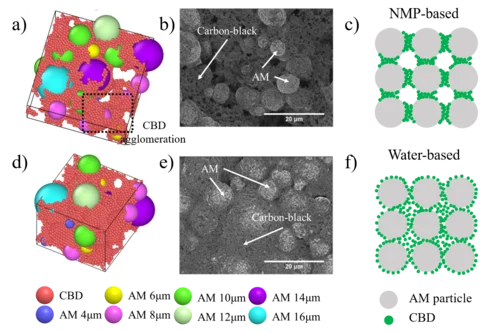 a)
CBD
agglomeration
b)
Carbon-black
AM
20 μm
c)
NMP-based
d)
e)
AM
Carbon-black
20 μm
f)
Water-based
CBD
AM 6μm
AM 10μm
AM 14μm
AM 4μm
AM 8μm
AM 12μm
AM 16μm
AM particle
CBD